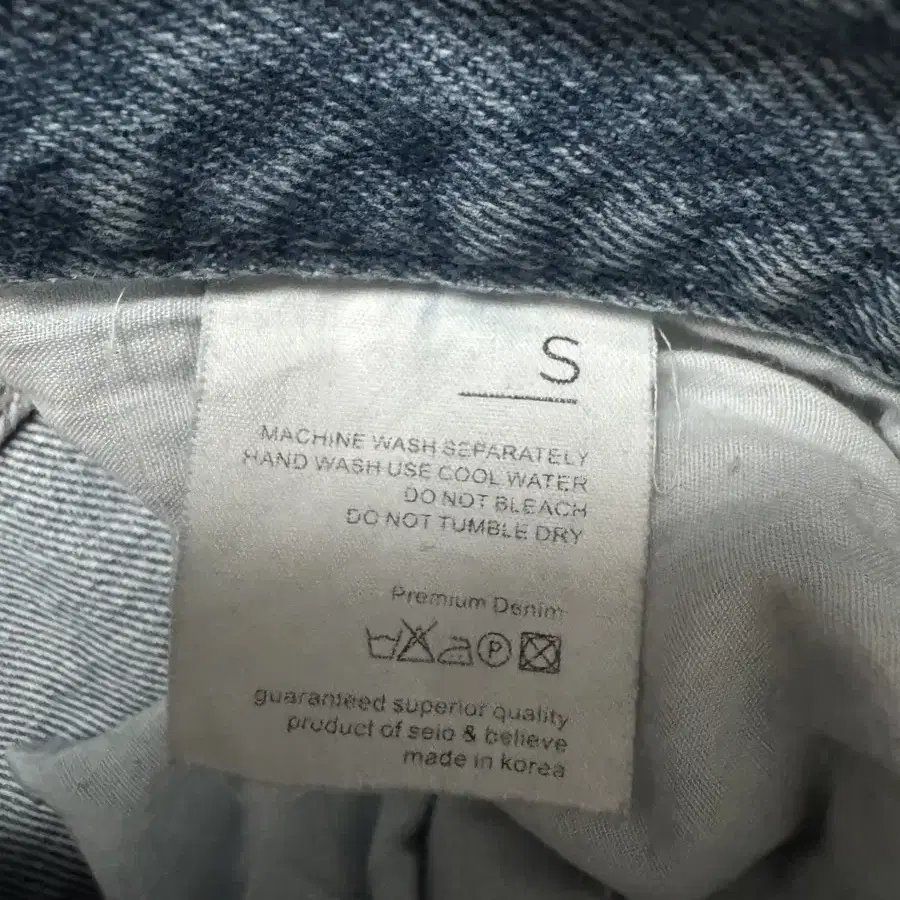 S
MACHINE WASH SEPARATELY
HAND WASH USE COOL WATER
DO NOT BLEACH
DO NOT TUMBLE DRY
Premium Denim
P
guaranteed superior quality
product of selo & believe
made in korea